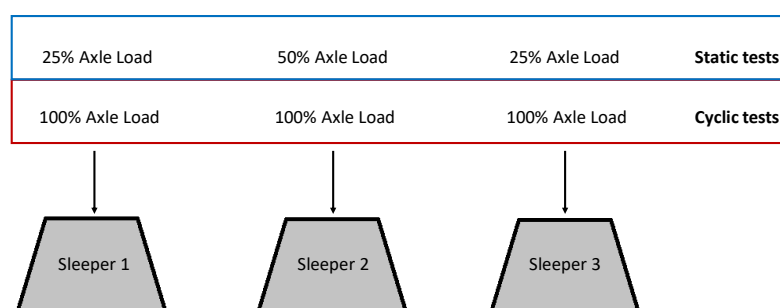 25% Axle Load 50% Axle Load 25% Axle Load Static tests
100% Axle Load 100% Axle Load 100% Axle Load Cyclic tests
Sleeper 1 Sleeper 2 Sleeper 3